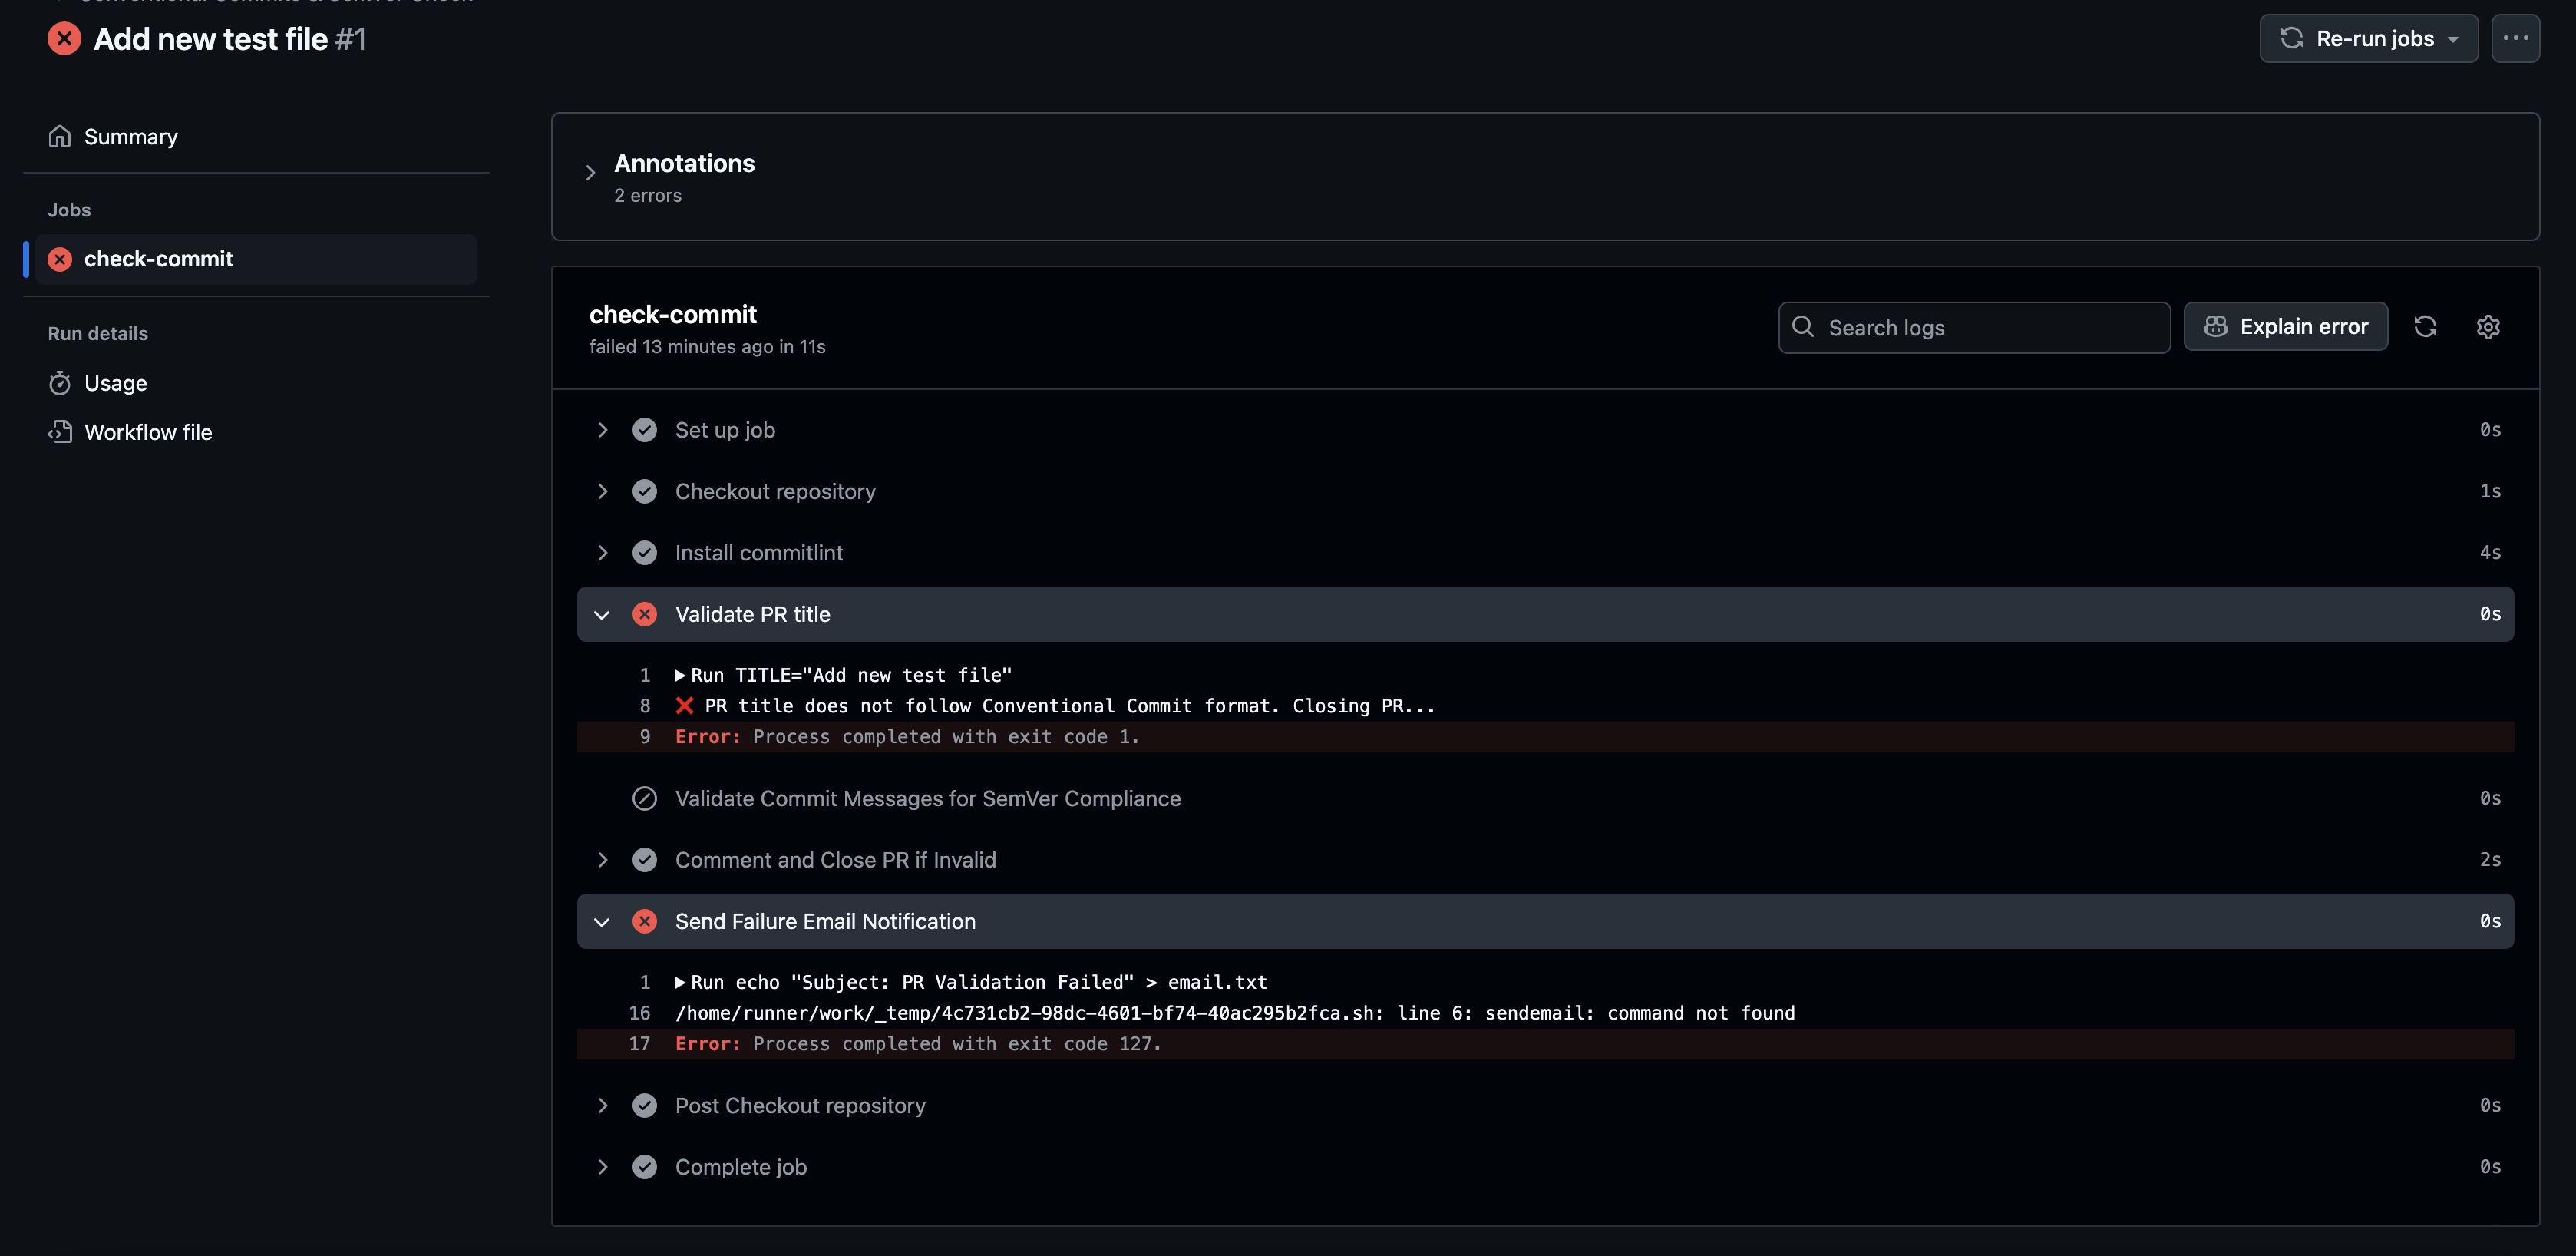 Conventional Commits & SemVer Check
Add new test file #1
Re-run jobs
Summary
Jobs
check-commit
Run details
Usage
Workflow file
Annotations
2 errors
check-commit
failed 13 minutes ago in 11s
Search logs
Explain error
Set up job 0s
Checkout repository 1s
Install commitlint 4s
Validate PR title 0s
1 Run TITLE="Add new test file"
8 ❌ PR title does not follow Conventional Commit format. Closing PR...
9 Error: Process completed with exit code 1.
Validate Commit Messages for SemVer Compliance 0s
Comment and Close PR if Invalid 2s
Send Failure Email Notification 0s
1 Run echo "Subject: PR Validation Failed" > email.txt
16 /home/runner/work/_temp/4c731cb2-98dc-4601-bf74-40ac295b2fca.sh: line 6: sendemail: command not found
17 Error: Process completed with exit code 127.
Post Checkout repository 0s
Complete job 0s